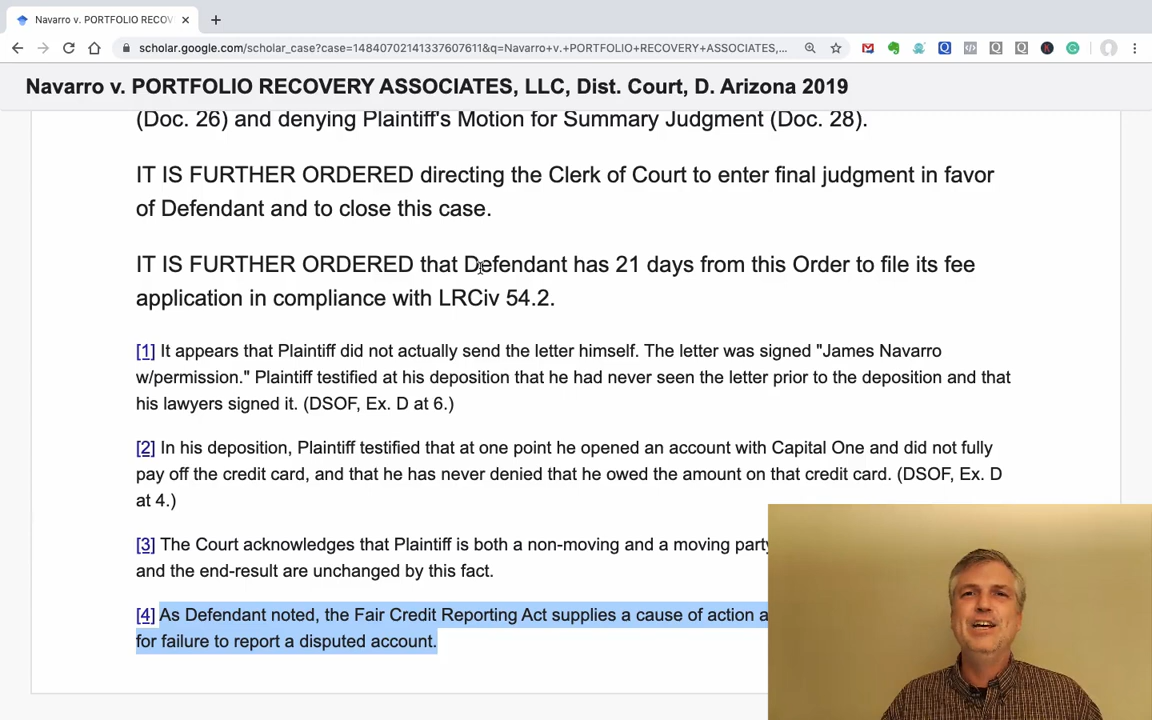 Navarro v. PORTFOLIO RECOV
scholar.google.com/scholar_case?case=14840702141337607611&q=Navarro+v.+PORTFOLIO+RECOVERY+ASSOCIATES,...
Navarro v. PORTFOLIO RECOVERY ASSOCIATES, LLC, Dist. Court, D. Arizona 2019
(Doc. 26) and denying Plaintiff's Motion for Summary Judgment (Doc. 28).
IT IS FURTHER ORDERED directing the Clerk of Court to enter final judgment in favor
of Defendant and to close this case.
IT IS FURTHER ORDERED that Defendant has 21 days from this Order to file its fee
application in compliance with LRCiv 54.2.
[1] It appears that Plaintiff did not actually send the letter himself. The letter was signed "James Navarro
w/permission." Plaintiff testified at his deposition that he had never seen the letter prior to the deposition and that
his lawyers signed it. (DSOF, Ex. D at 6.)
[2] In his deposition, Plaintiff testified that at one point he opened an account with Capital One and did not fully
pay off the credit card, and that he has never denied that he owed the amount on that credit card. (DSOF, Ex. D
at 4.)
[3] The Court acknowledges that Plaintiff is both a non-moving and a moving party
and the end-result are unchanged by this fact.
[4] As Defendant noted, the Fair Credit Reporting Act supplies a cause of action a
for failure to report a disputed account.